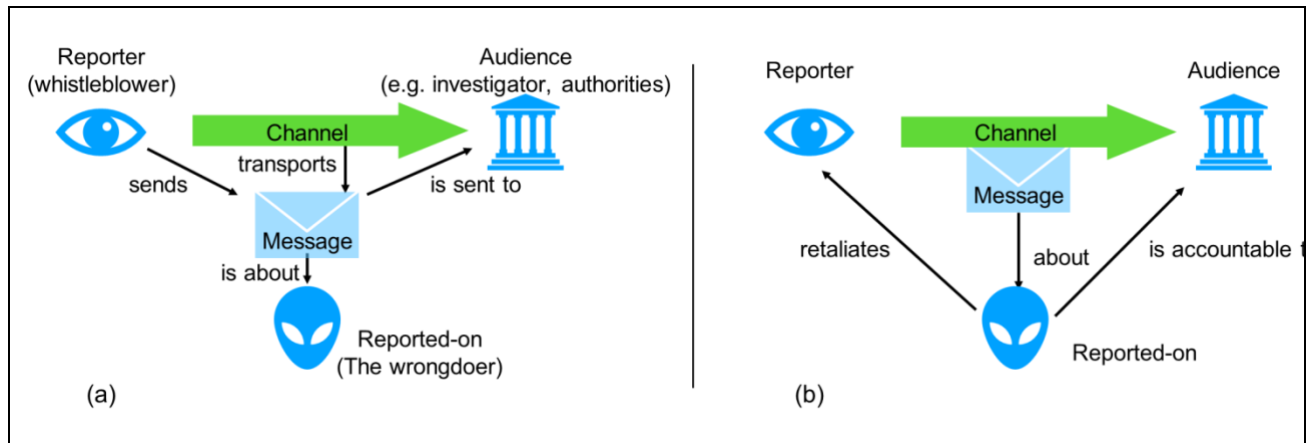 Reporter
(whistleblower)
Audience
(e.g. investigator, authorities)
Channel
transports
sends
is sent to
Message
is about
Reported-on
(The wrongdoer)
(a)
Reporter
Audience
Channel
Message
retaliates
about
is accountable t
Reported-on
(b)